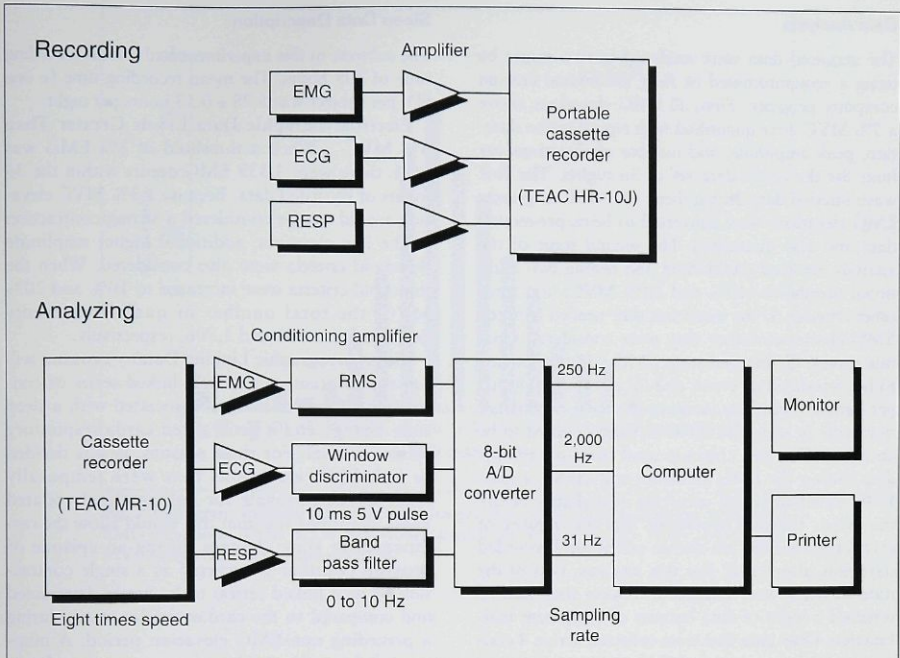 Recording
Amplifier
EMG
ECG
RESP
Portable
cassette
recorder
(TEAC HR-10J)
Analyzing
Conditioning amplifier
Cassette
recorder
(TEAC MR-10)
Eight times speed
EMG
RMS
ECG
Window
discriminator
10 ms 5 V pulse
RESP
Band
pass filter
0 to 10 Hz
8-bit
A/D
converter
250 Hz
2,000
Hz
31 Hz
Sampling
rate
Computer
Monitor
Printer